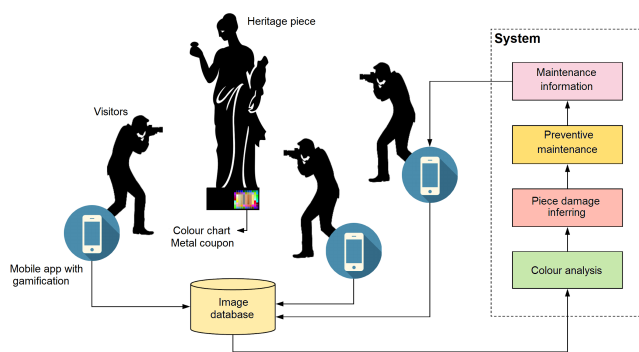 Heritage piece
System
Maintenance
information
Visitors
Preventive
maintenance
Piece damage
inferring
Colour chart
Metal coupon
Mobile app with
gamification
Colour analysis
Image
database